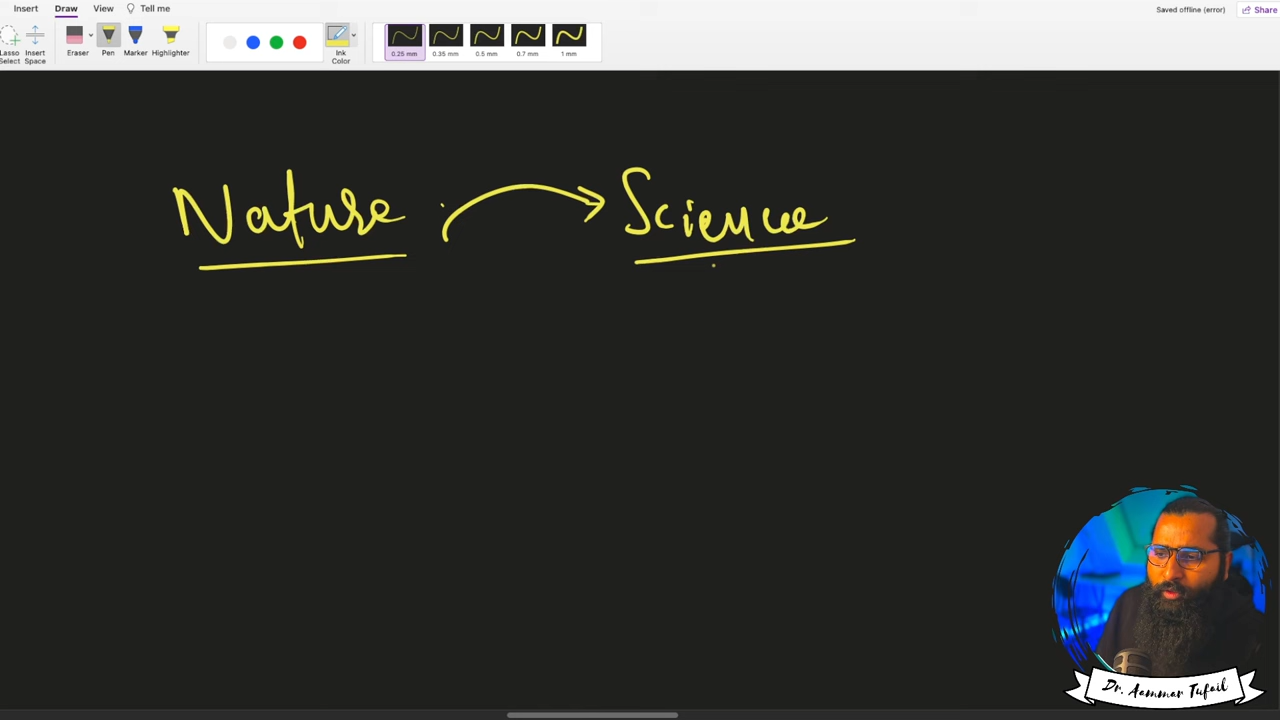 Insert Draw View Tell me Saved offline (error) Share
Lasso Select Insert Space Eraser Pen Marker Highlighter Ink Color 0.25 mm 0.35 mm 0.5 mm 0.7 mm 1 mm
Nature Science
Dr. Aammar Tufail